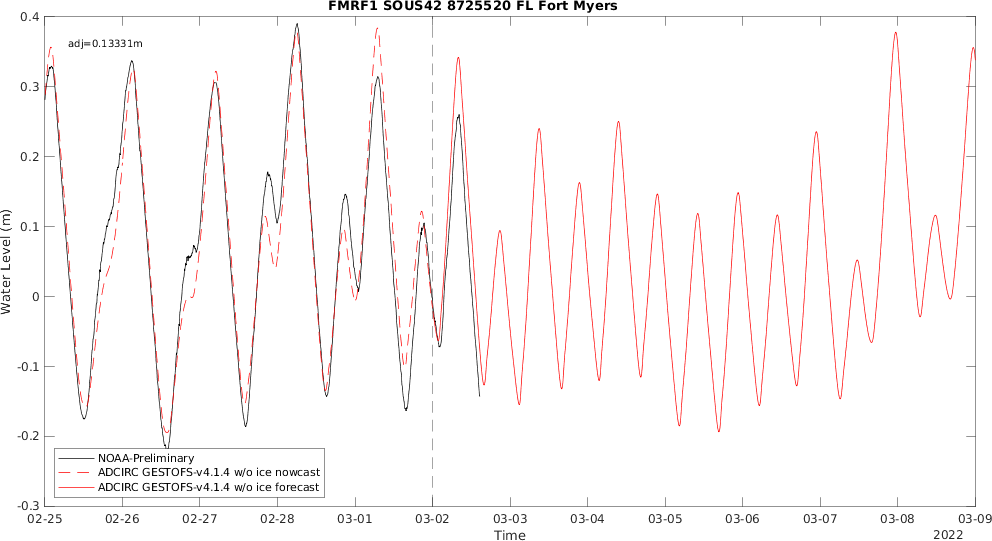 FMRF1 SOUS42 8725520 FL Fort Myers
adj=0.13331m
0.4
0.3
0.2
0.1
0
-0.1
-0.2
-0.3
Water Level (m)
NOAA-Preliminary
ADCIRC GESTOFS-v4.1.4 w/o ice nowcast
ADCIRC GESTOFS-v4.1.4 w/o ice forecast
02-25 02-26 02-27 02-28 03-01 03-02 03-03 03-04 03-05 03-06 03-07 03-08 03-09
Time
2022